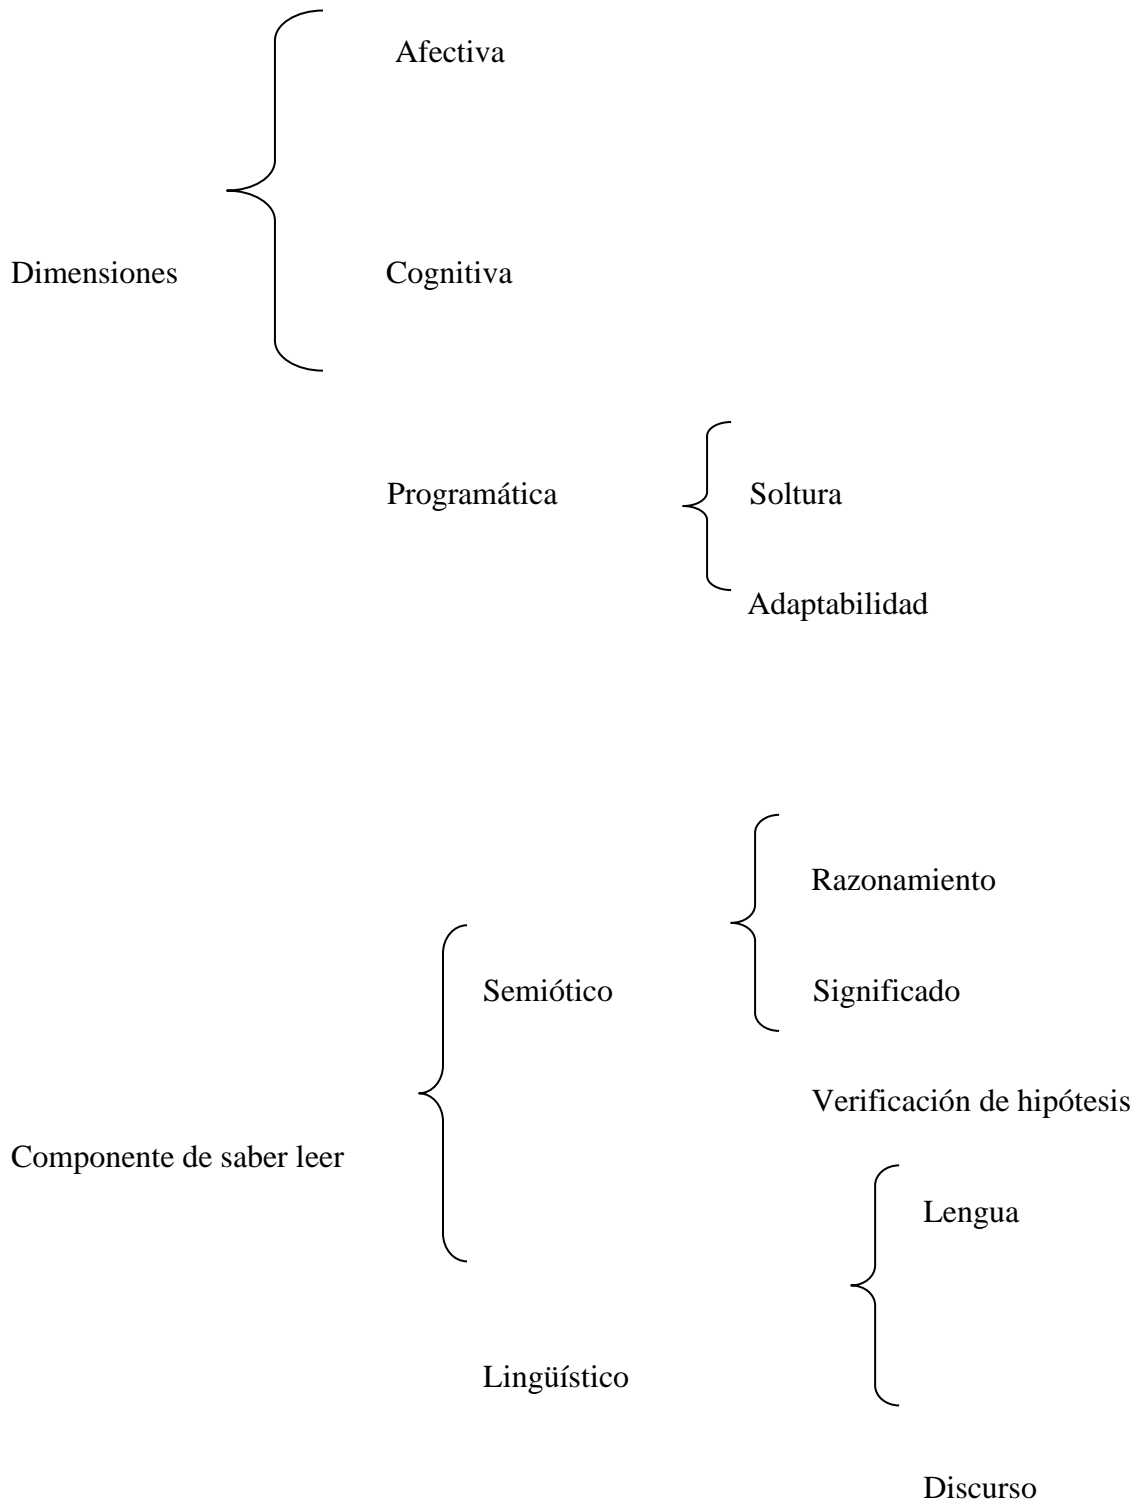 Afectiva
Dimensiones Cognitiva
Programática Soltura
Adaptabilidad
Razonamiento
Semiótico Significado
Verificación de hipótesis
Componente de saber leer
Lengua
Lingüístico
Discurso